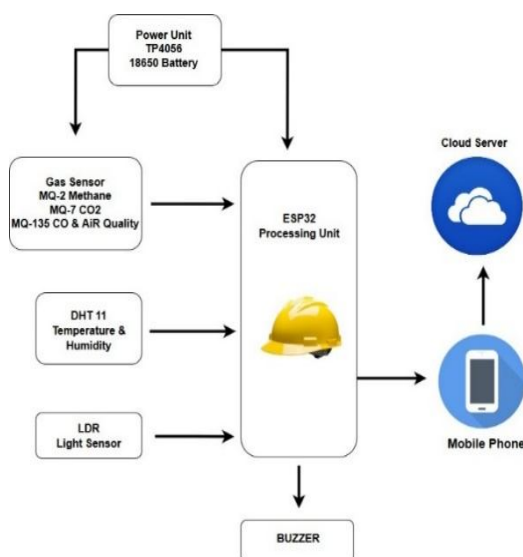 Power Unit
TP4056
18650 Battery
Cloud Server
Gas Sensor
MQ-2 Methane
MQ-7 CO2
MQ-135 CO & AiR Quality
ESP32
Processing Unit
DHT 11
Temperature &
Humidity
LDR
Light Sensor
Mobile Phone
BUZZER